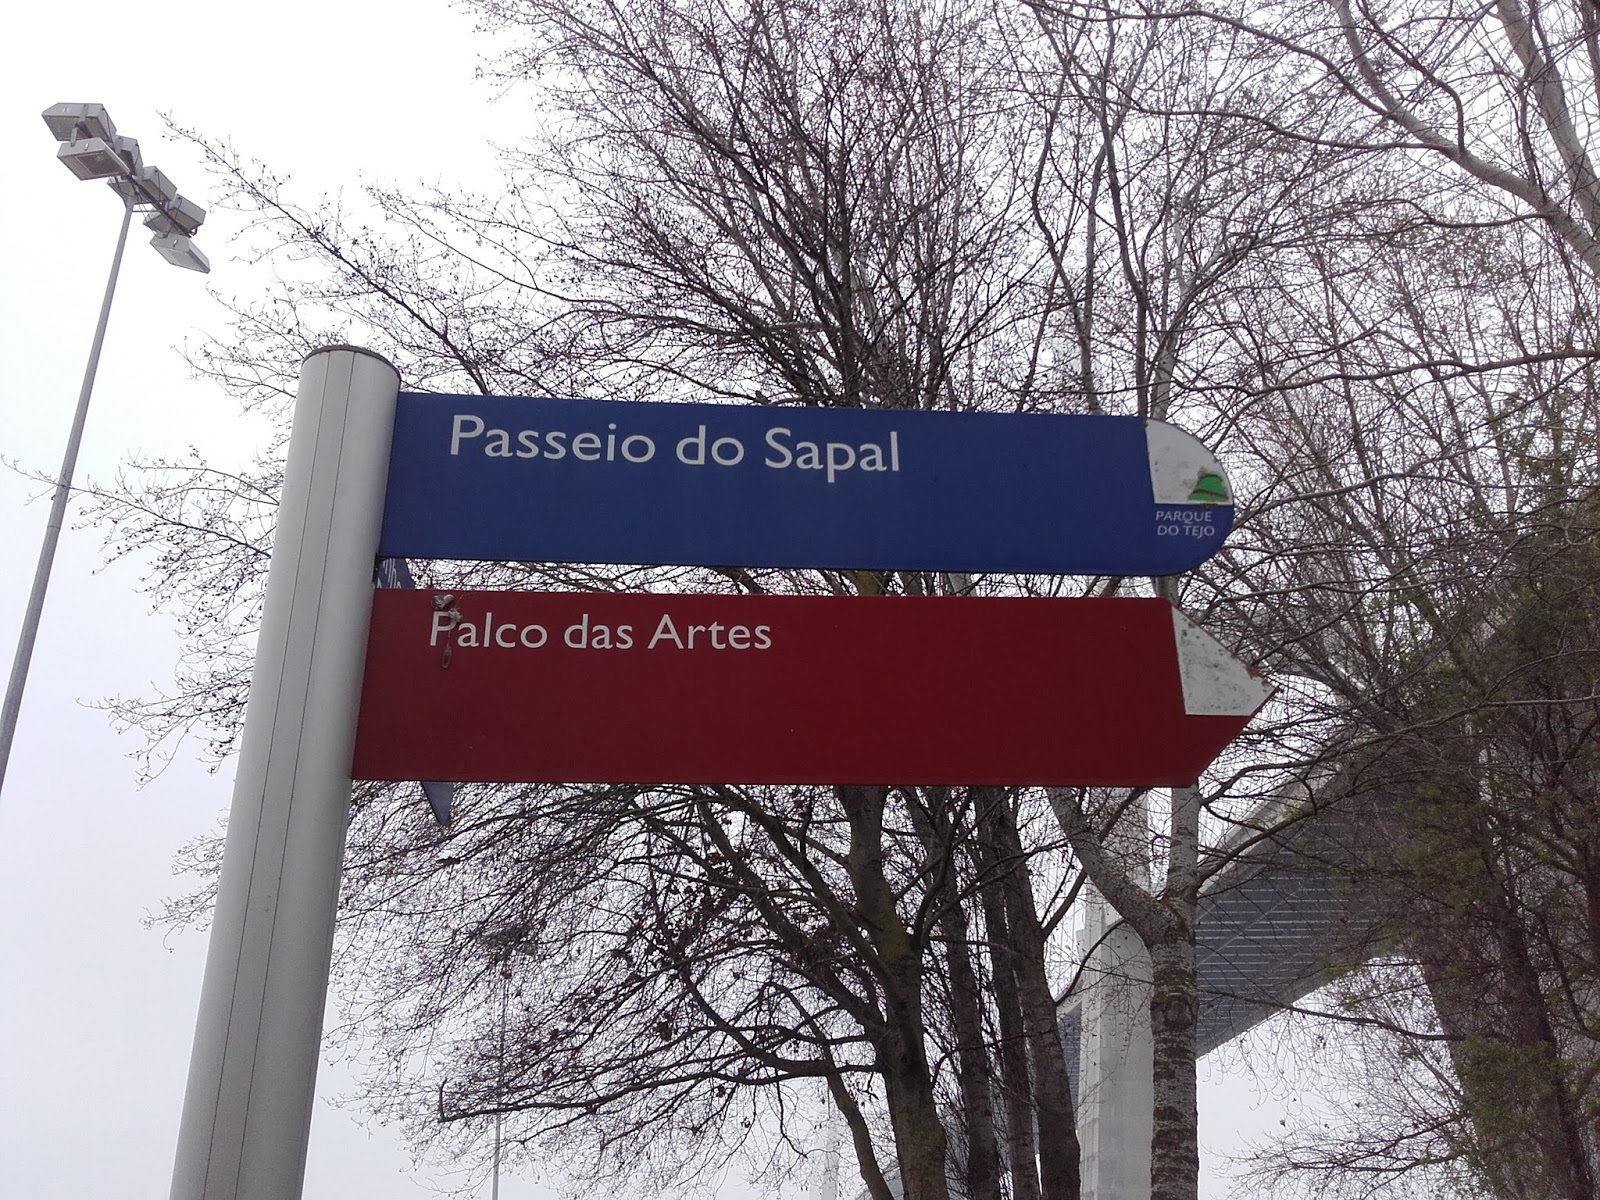 Passeio do Sapal
PARQUE
DO TEJO
Palco das Artes